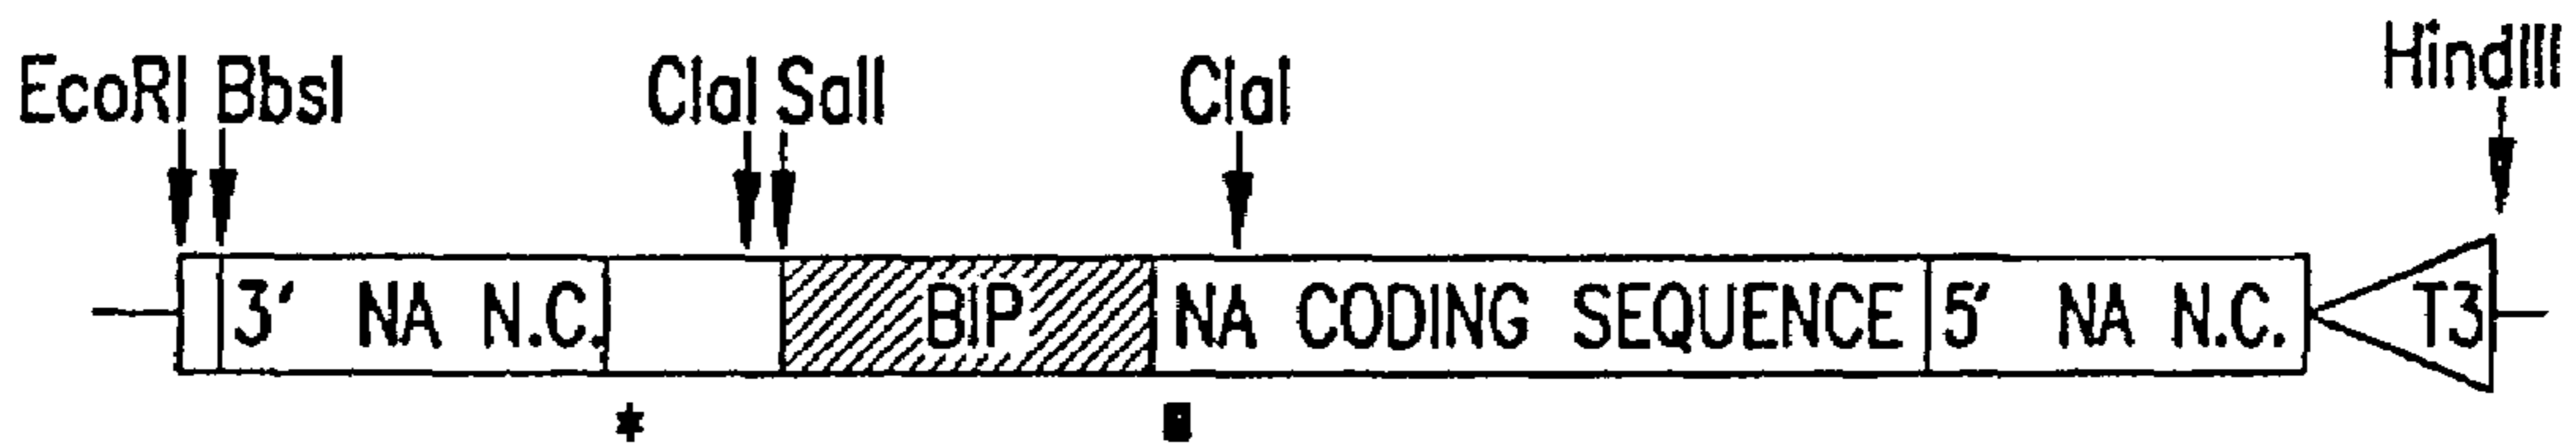 EcoRI BbsI ClaI SalI ClaI HindIII
3' NA N.C. BIP NA CODING SEQUENCE 5' NA N.C. T3
*